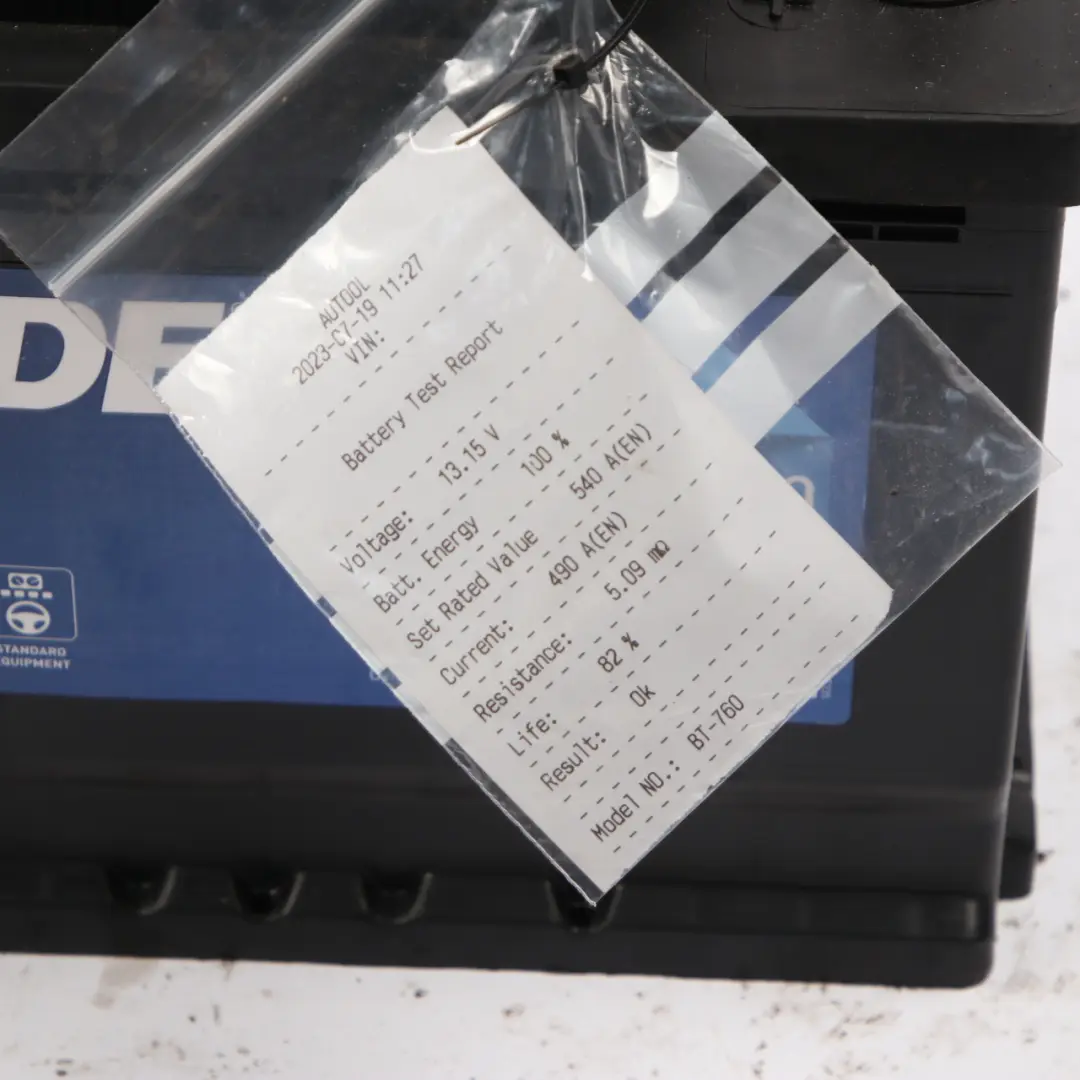 AUTOOL
2023-07-19 11:27
VIN:
Battery Test Report
Voltage: 13.15 V
Batt. Energy 100 %
Set Rated Value 540 A(EN)
Current: 490 A(EN)
Resistance: 5.09 mΩ
Life: 82 %
Result: Ok
Model NO.: BT-760
DE
STANDARD
EQUIPMENT